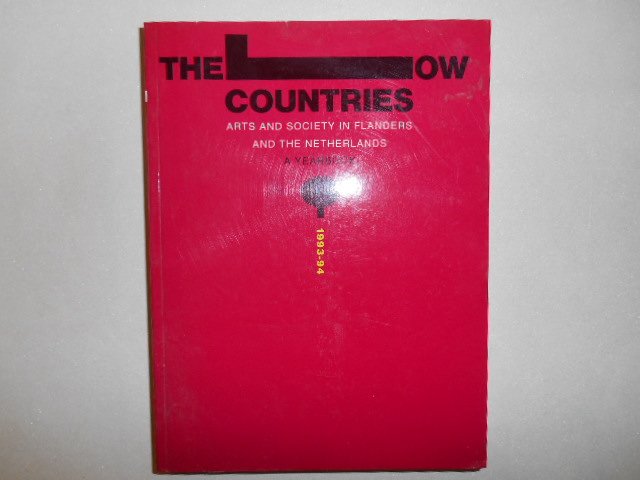 THE LOW
COUNTRIES
ARTS AND SOCIETY IN FLANDERS
AND THE NETHERLANDS
A YEARBOOK
1993-94